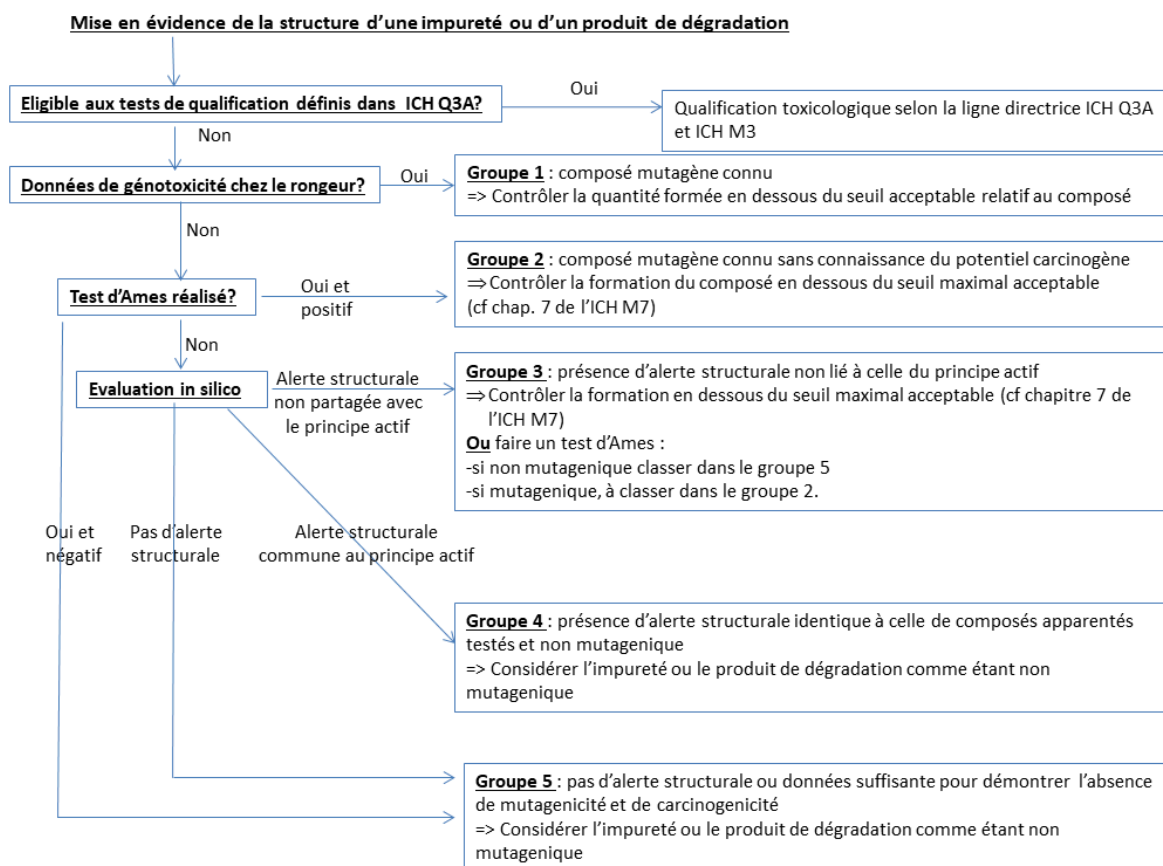 Mise en évidence de la structure d'une impureté ou d'un produit de dégradation
Eligible aux tests de qualification définis dans ICH Q3A?
Oui
Qualification toxicologique selon la ligne directrice ICH Q3A
et ICH M3
Non
Données de génotoxicité chez le rongeur?
Oui
Groupe 1 : composé mutagène connu
=> Contrôler la quantité formée en dessous du seuil acceptable relatif au composé
Non
Test d'Ames réalisé?
Oui et
positif
Groupe 2 : composé mutagène connu sans connaissance du potentiel carcinogène
⇒ Contrôler la formation du composé en dessous du seuil maximal acceptable
(cf chap. 7 de l'ICH M7)
Non
Evaluation in silico
Alerte structurale
non partagée avec
le principe actif
Groupe 3 : présence d'alerte structurale non lié à celle du principe actif
⇒ Contrôler la formation en dessous du seuil maximal acceptable (cf chapitre 7 de
l'ICH M7)
Ou faire un test d'Ames :
-si non mutagenique classer dans le groupe 5
-si mutagenique, à classer dans le groupe 2.
Oui et
négatif
Pas d'alerte
structurale
Alerte structurale
commune au principe actif
Groupe 4 : présence d'alerte structurale identique à celle de composés apparentés
testés et non mutagenique
=> Considérer l'impureté ou le produit de dégradation comme étant non
mutagenique
Groupe 5 : pas d'alerte structurale ou données suffisante pour démontrer l'absence
de mutagenicité et de carcinogenicité
=> Considérer l'impureté ou le produit de dégradation comme étant non
mutagenique